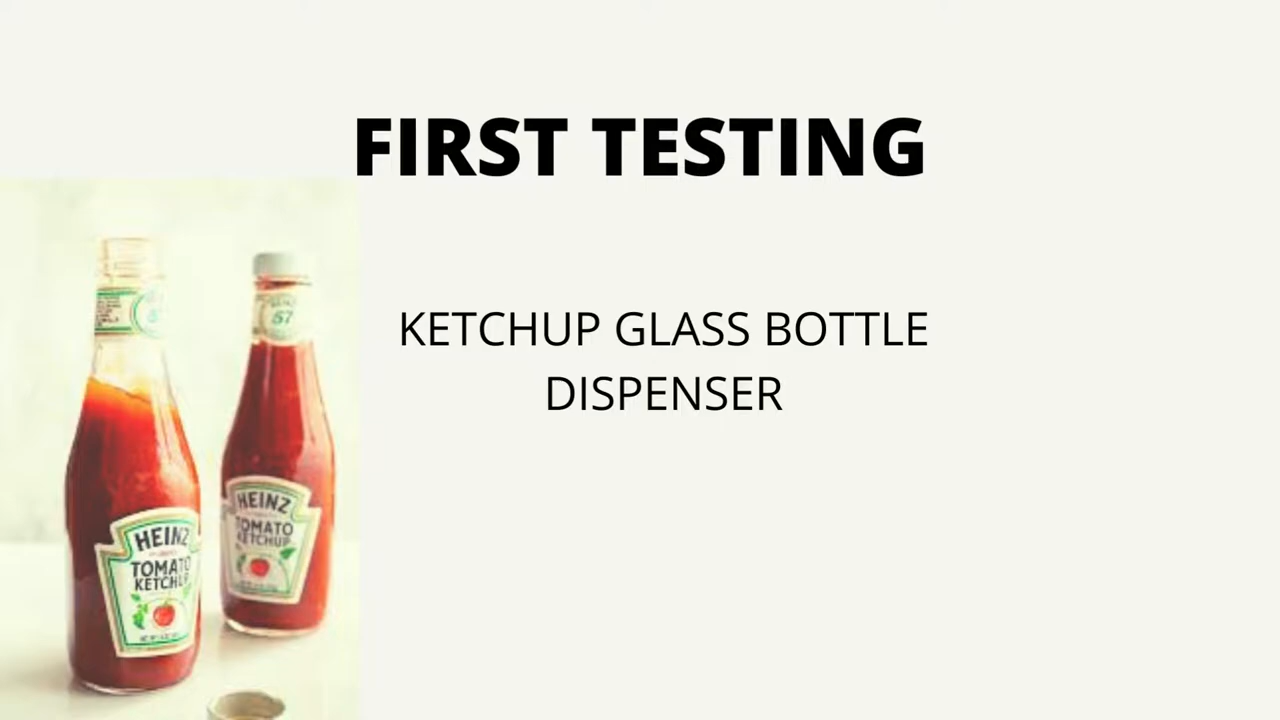 FIRST TESTING
KETCHUP GLASS BOTTLE
DISPENSER
57
HEINZ
TOMATO
KETCHUP
HEINZ
TOMATO
KETCHUP